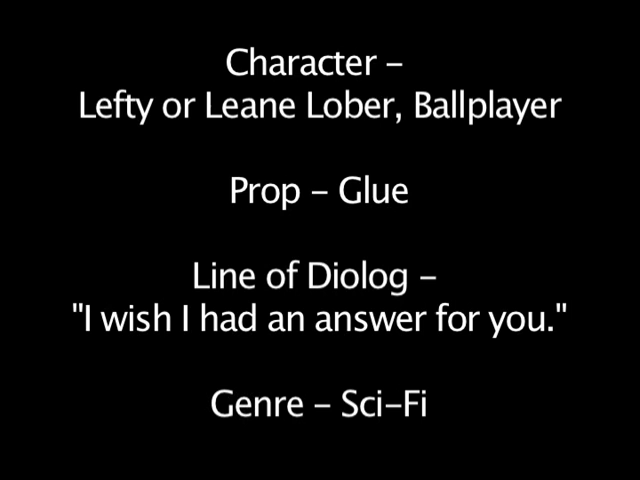 Character –
Lefty or Leane Lober, Ballplayer
Prop – Glue
Line of Diolog –
"I wish I had an answer for you."
Genre – Sci–Fi